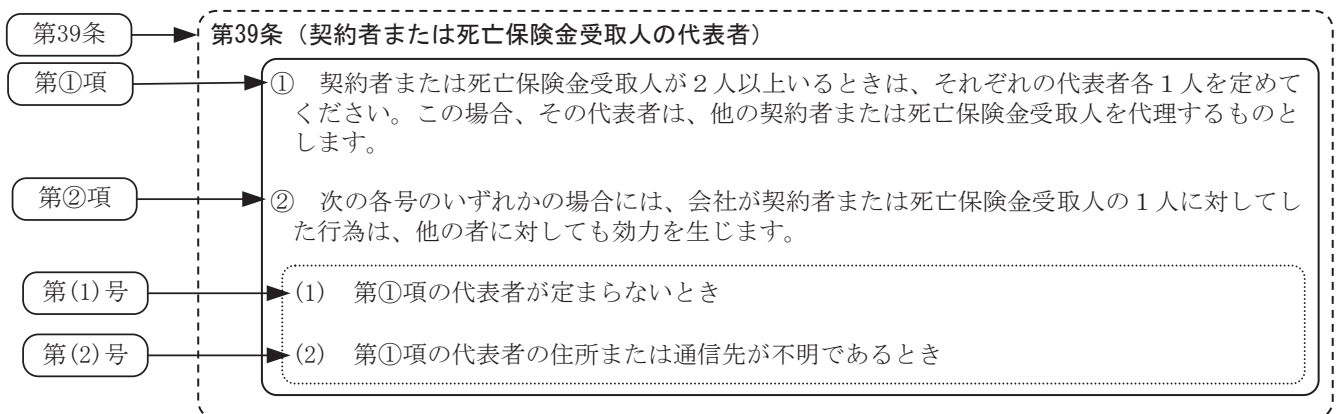 第39条
第39条（契約者または死亡保険金受取人の代表者）
第①項
①　契約者または死亡保険金受取人が２人以上いるときは、それぞれの代表者各１人を定めて
ください。この場合、その代表者は、他の契約者または死亡保険金受取人を代理するものと
します。
第②項
②　次の各号のいずれかの場合には、会社が契約者または死亡保険金受取人の１人に対してし
た行為は、他の者に対しても効力を生じます。
第(1)号
(1)　第①項の代表者が定まらないとき
第(2)号
(2)　第①項の代表者の住所または通信先が不明であるとき